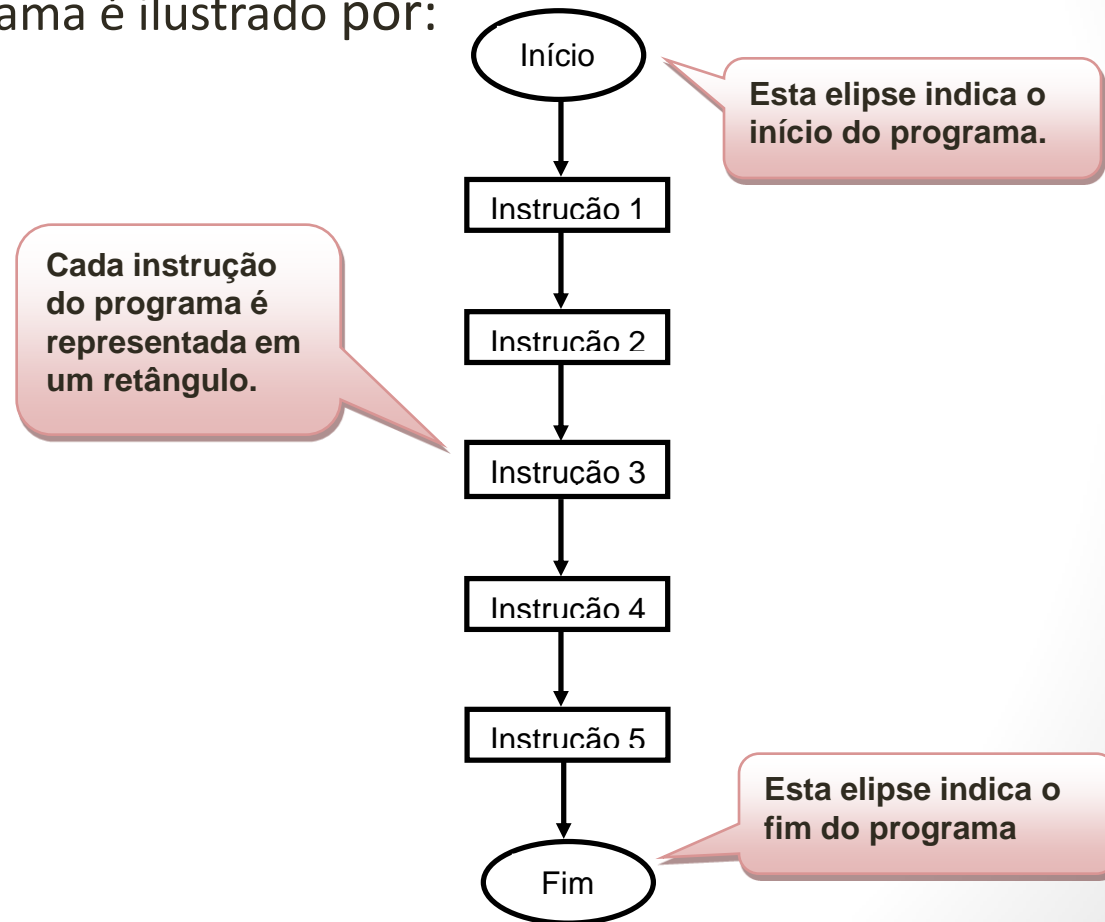 ama é ilustrado por:
Início
Esta elipse indica o
início do programa.
Instrução 1
Cada instrução
do programa é
representada em
um retângulo.
Instrução 2
Instrução 3
Instrução 4
Instrução 5
Esta elipse indica o
fim do programa
Fim